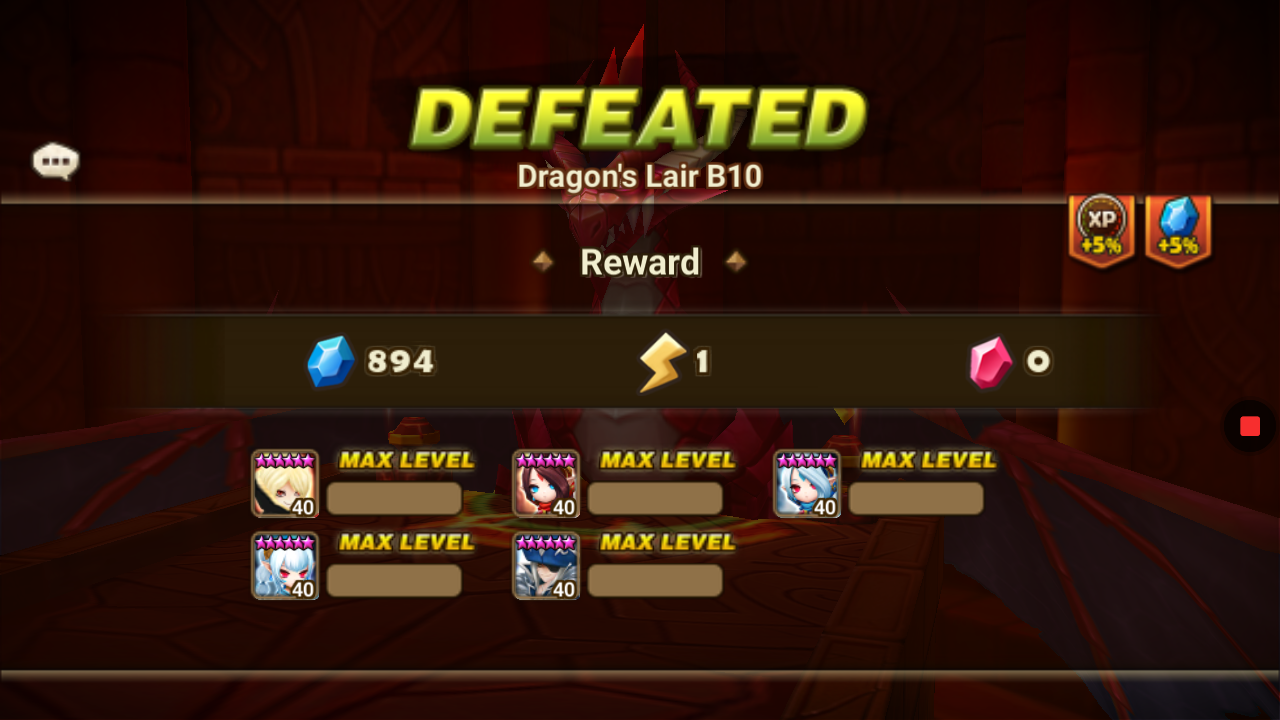 DEFEATED
Dragon's Lair B10
XP
+5%
+5%
Reward
894
1
0
MAX LEVEL
40
MAX LEVEL
40
MAX LEVEL
40
MAX LEVEL
40
MAX LEVEL
40